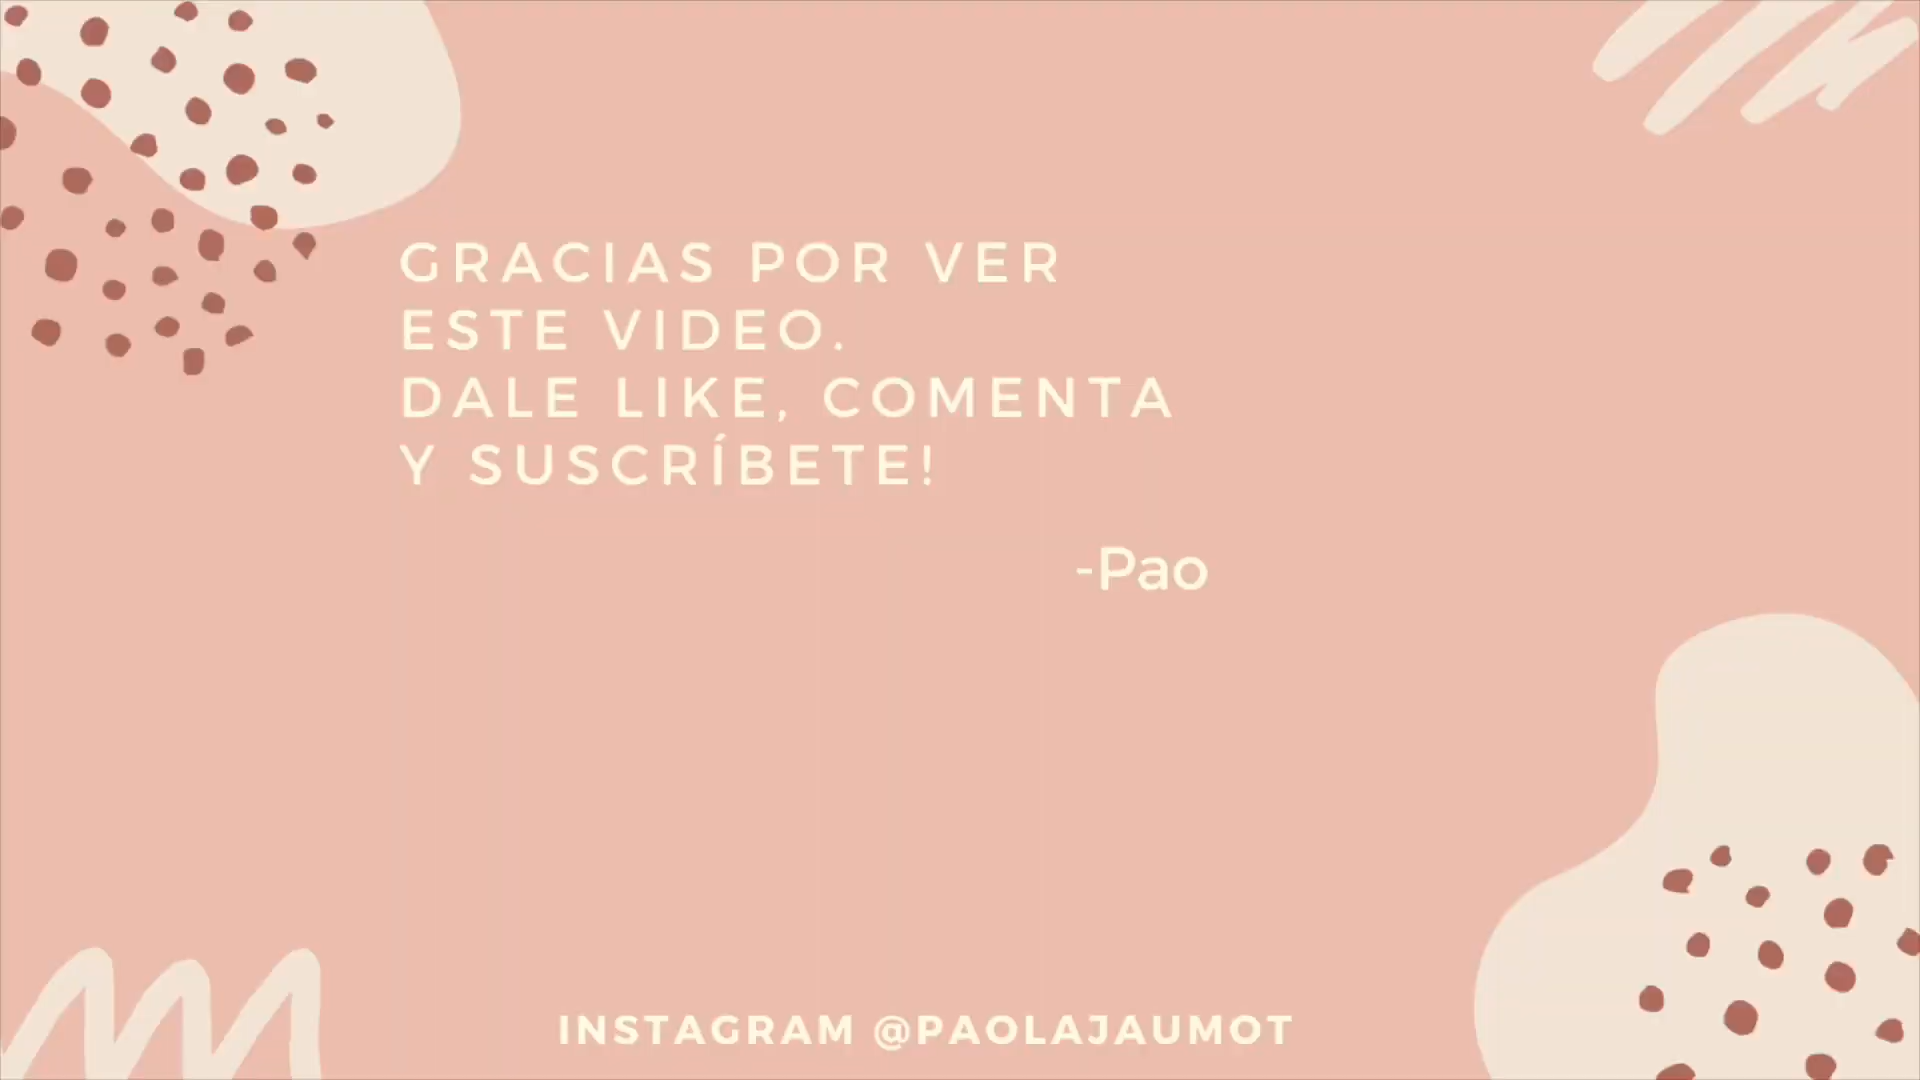 GRACIAS POR VER
ESTE VIDEO.
DALE LIKE, COMENTA
Y SUSCRÍBETE!
-Pao
INSTAGRAM @PAOLAJAUMOT